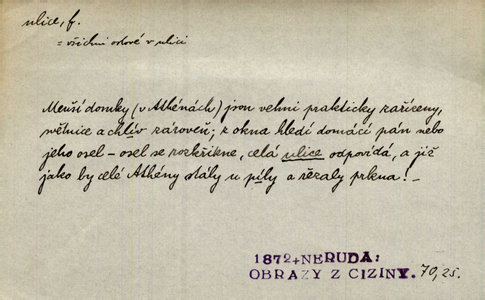 ulice, f.
= všichni oslové v ulici
Menší domky (v Athénách) jsou velmi prakticky zařízeny,
světnice a chlív zároveň; z okna hledí domácí pán nebo
jeho osel – osel se rozkřikne, celá ulice odpovídá, a již
jako by celé Athény stály u pily a řezaly prkna! –
1872+NERUDA:
OBRAZY Z CIZINY. 70, 25.